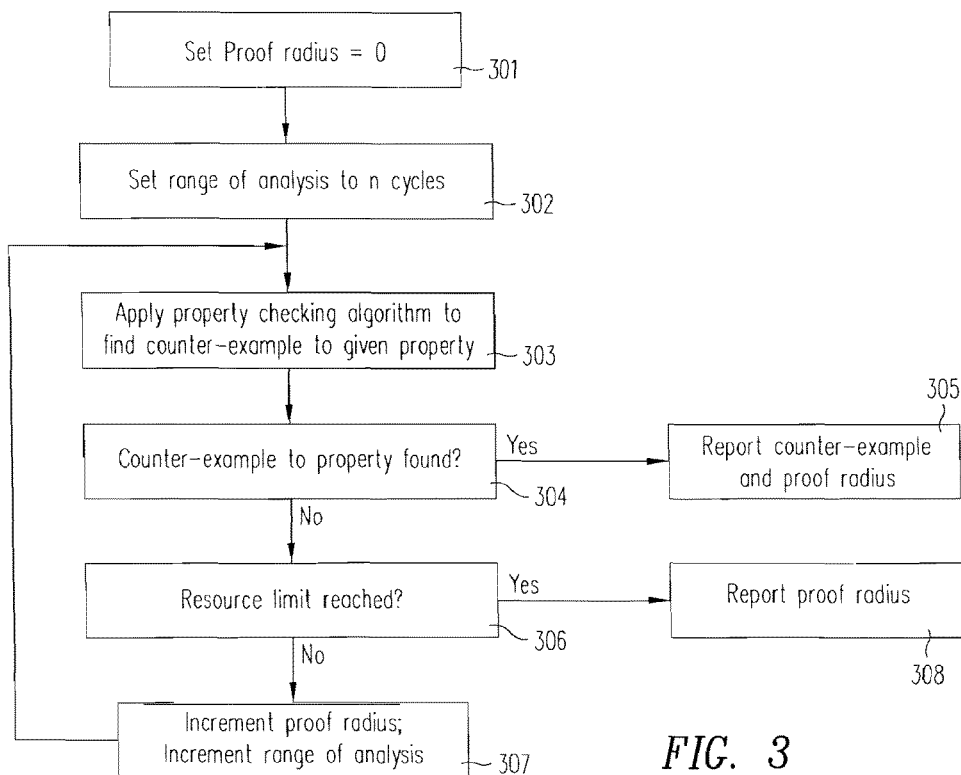 Set Proof radius = 0
301
Set range of analysis to n cycles
302
Apply property checking algorithm to
find counter-example to given property
303
305
Counter-example to property found?
304
Yes
Report counter-example
and proof radius
No
Resource limit reached?
306
Yes
Report proof radius
308
No
Increment proof radius;
Increment range of analysis
307
FIG. 3